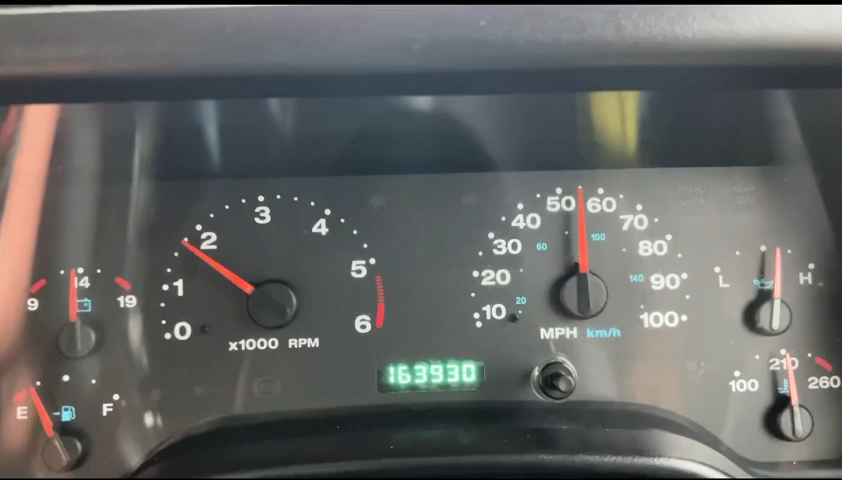 9 14 19
E F
0 1 2 3 4 5 6
x1000 RPM
163930
10 20 30 40 50 60 70 80 90 100
20 60 100 140
MPH km/h
L H
100 210 260